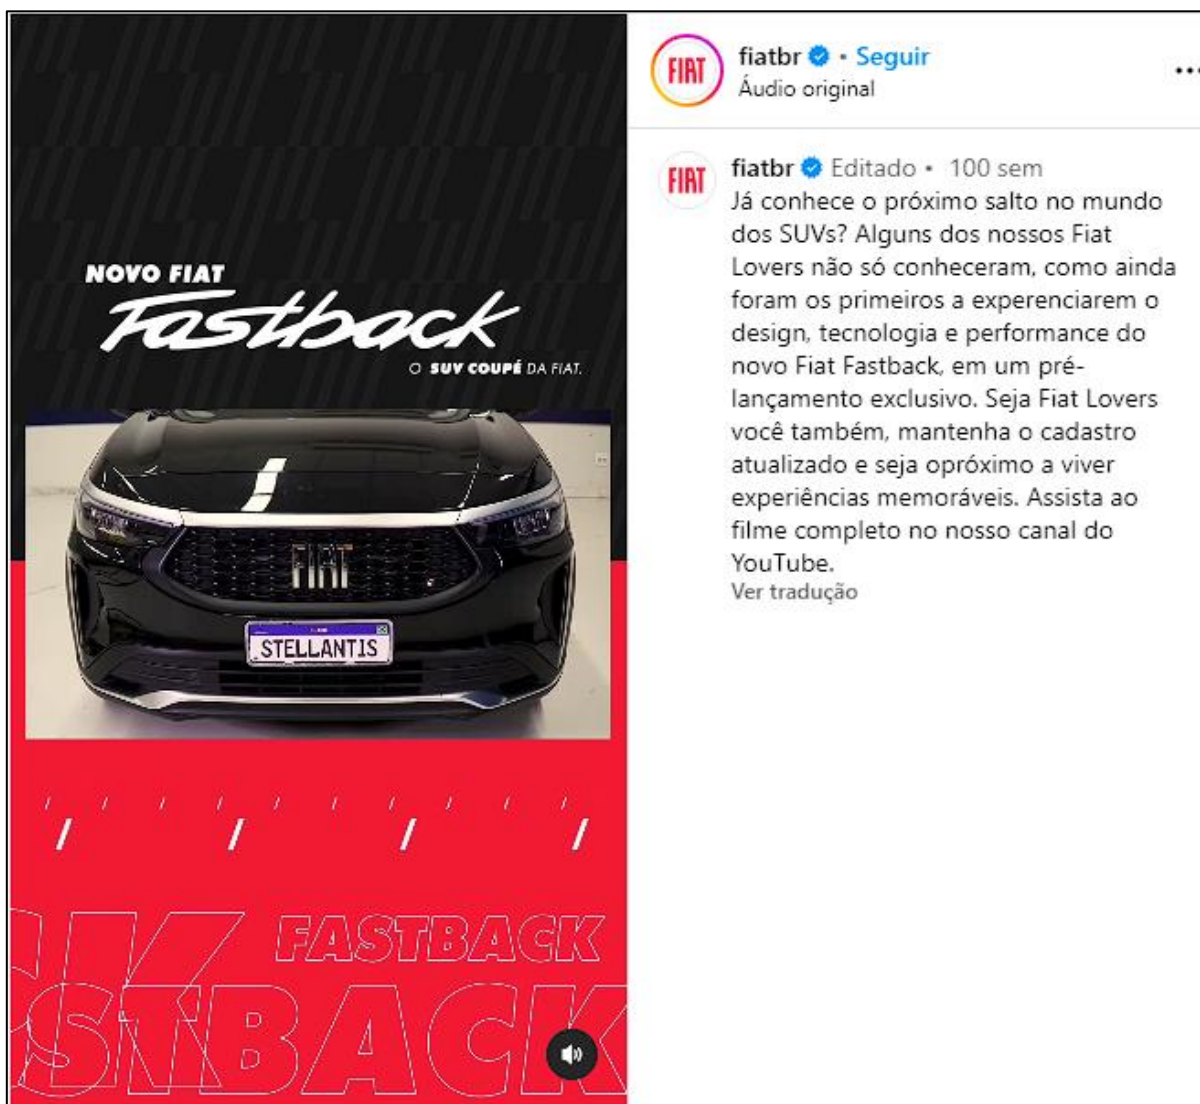 NOVO FIAT
Fastback
O SUV COUPÉ DA FIAT.
FIAT
STELLANTIS
FASTBACK
CK
STBACK
FIAT
fiatbr • Seguir
Áudio original
FIAT
fiatbr Editado • 100 sem
Já conhece o próximo salto no mundo
dos SUVs? Alguns dos nossos Fiat
Lovers não só conheceram, como ainda
foram os primeiros a experenciarem o
design, tecnologia e performance do
novo Fiat Fastback, em um pré-
lançamento exclusivo. Seja Fiat Lovers
você também, mantenha o cadastro
atualizado e seja opróximo a viver
experiências memoráveis. Assista ao
filme completo no nosso canal do
YouTube.
Ver tradução